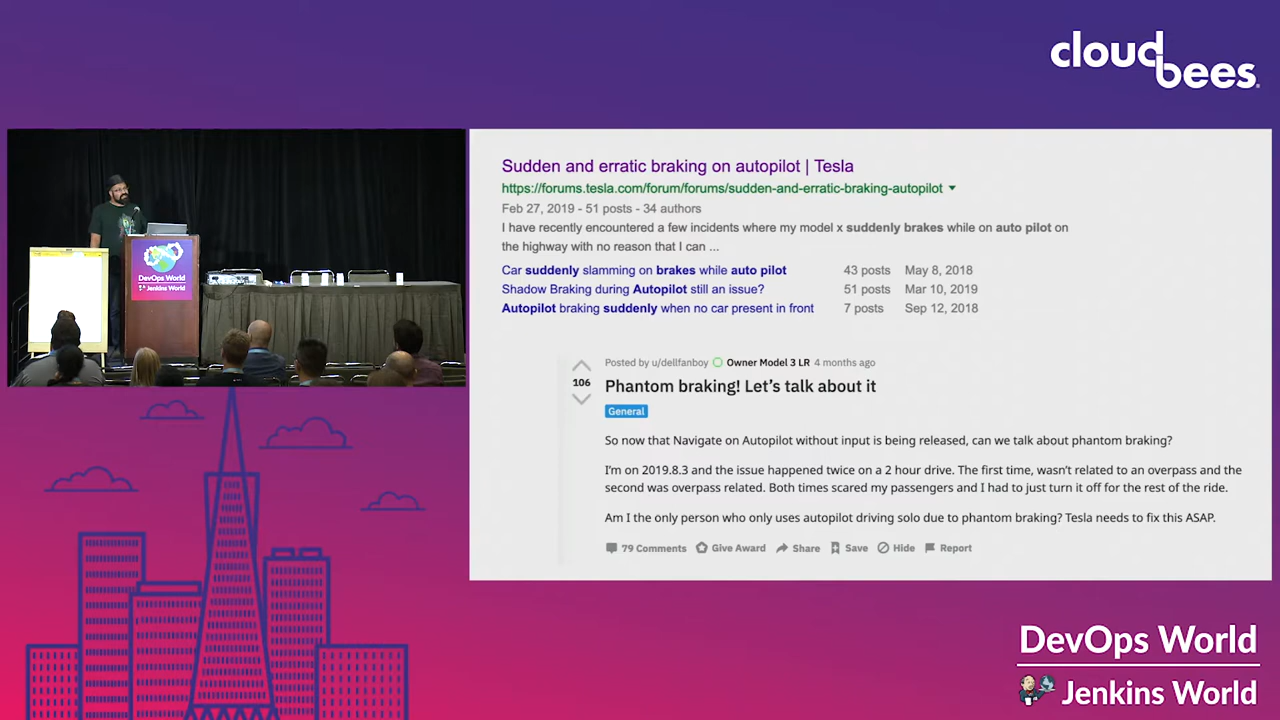 cloudbees.
Sudden and erratic braking on autopilot | Tesla
https://forums.tesla.com/forum/forums/sudden-and-erratic-braking-autopilot
Feb 27, 2019 - 51 posts - 34 authors
I have recently encountered a few incidents where my model x suddenly brakes while on auto pilot on
the highway with no reason that I can ...
Car suddenly slamming on brakes while auto pilot 43 posts May 8, 2018
Shadow Braking during Autopilot still an issue? 51 posts Mar 10, 2019
Autopilot braking suddenly when no car present in front 7 posts Sep 12, 2018
Posted by u/dellfanboy Owner Model 3 LR 4 months ago
106
Phantom braking! Let's talk about it
General
So now that Navigate on Autopilot without input is being released, can we talk about phantom braking?
I'm on 2019.8.3 and the issue happened twice on a 2 hour drive. The first time, wasn't related to an overpass and the
second was overpass related. Both times scared my passengers and I had to just turn it off for the rest of the ride.
Am I the only person who only uses autopilot driving solo due to phantom braking? Tesla needs to fix this ASAP.
79 Comments Give Award Share Save Hide Report
DevOps World
Jenkins World
DevOps World
Jenkins World